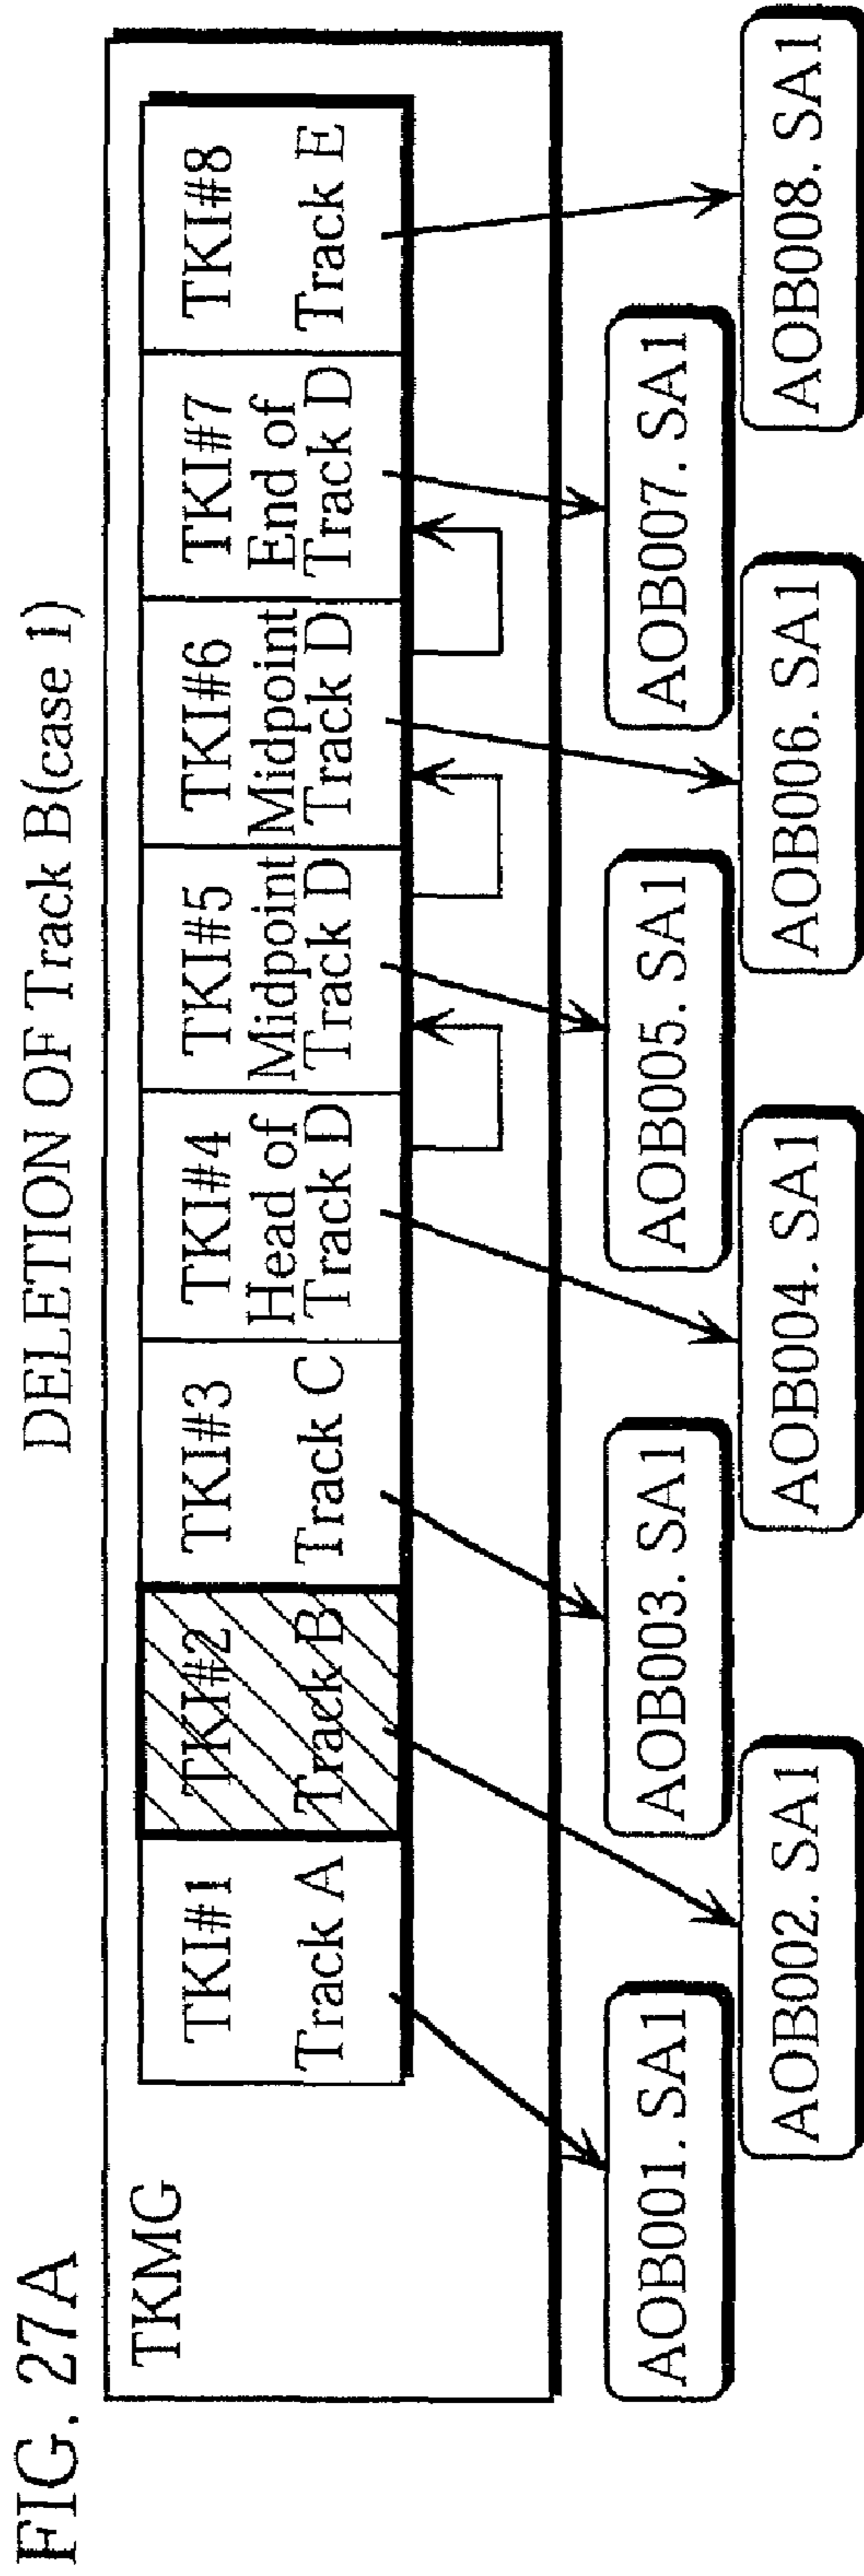 FIG. 27A
DELETION OF Track B(case 1)
TKMG
TKI#1
Track A
TKI#2
Track B
TKI#3
Track C
TKI#4
Head of
Track D
TKI#5
Midpoint
Track D
TKI#6
Midpoint
Track D
TKI#7
End of
Track D
TKI#8
Track E
AOB001. SA1
AOB002. SA1
AOB003. SA1
AOB004. SA1
AOB005. SA1
AOB006. SA1
AOB007. SA1
AOB008. SA1